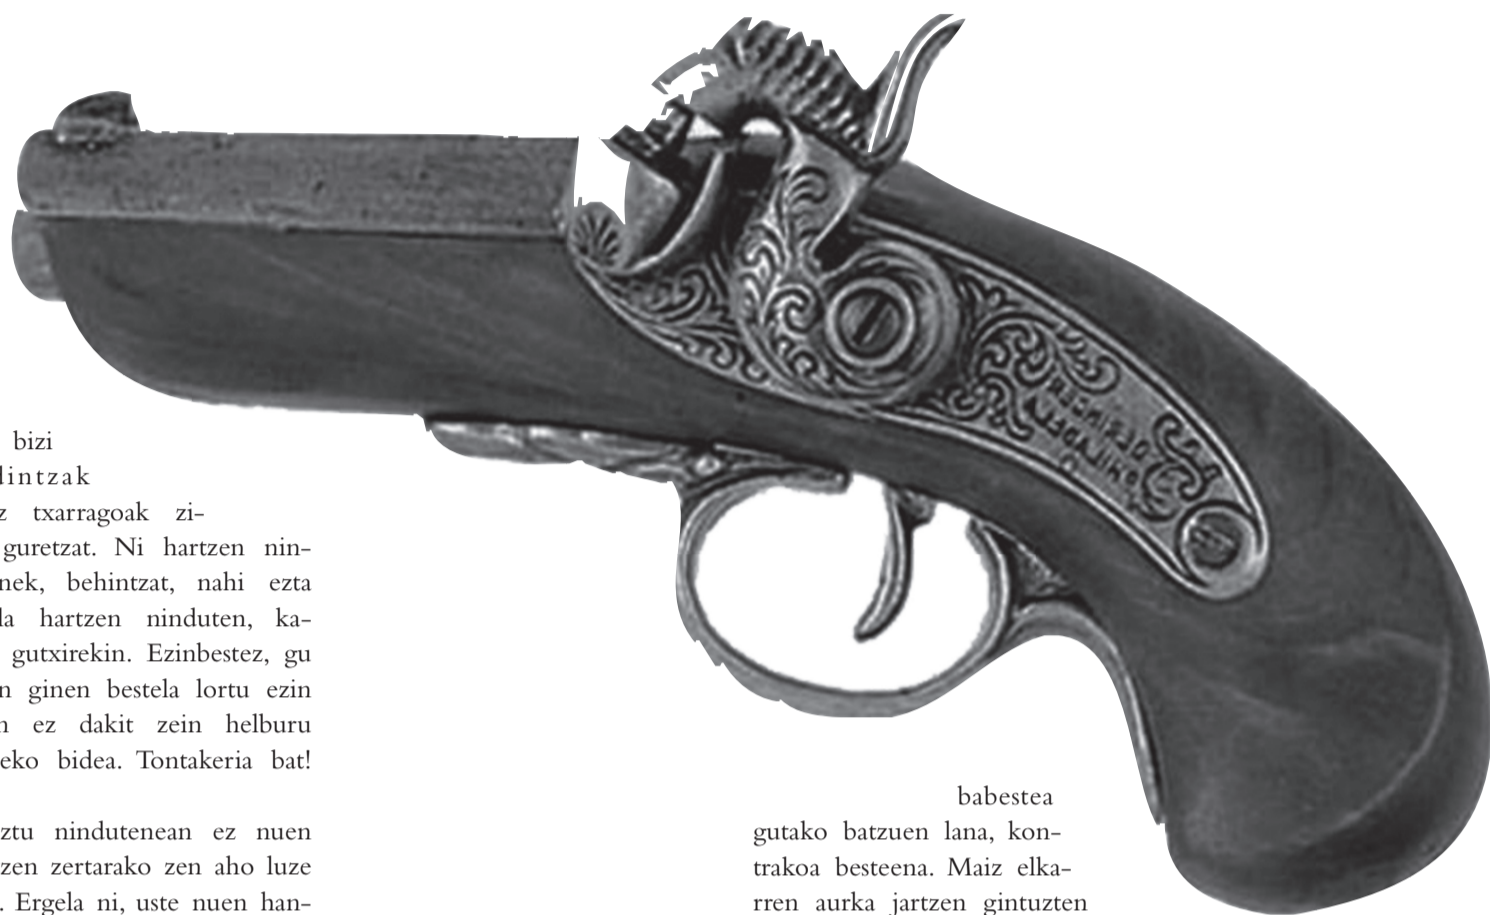 bizi
dintzak
z txarragoak zi-
guretzat. Ni hartzen nin-
nek, behintzat, nahi ezta
la hartzen ninduten, ka-
gutxirekin. Ezinbestez, gu
n ginen bestela lortu ezin
ez dakit zein helburu
eko bidea. Tontakeria bat!
ztu nindutenean ez nuen
zen zertarako zen aho luze
. Ergela ni, uste nuen han-
babestea
gutako batzuen lana, kon-
trakoa besteena. Maiz elka-
rren aurka jartzen gintuzten